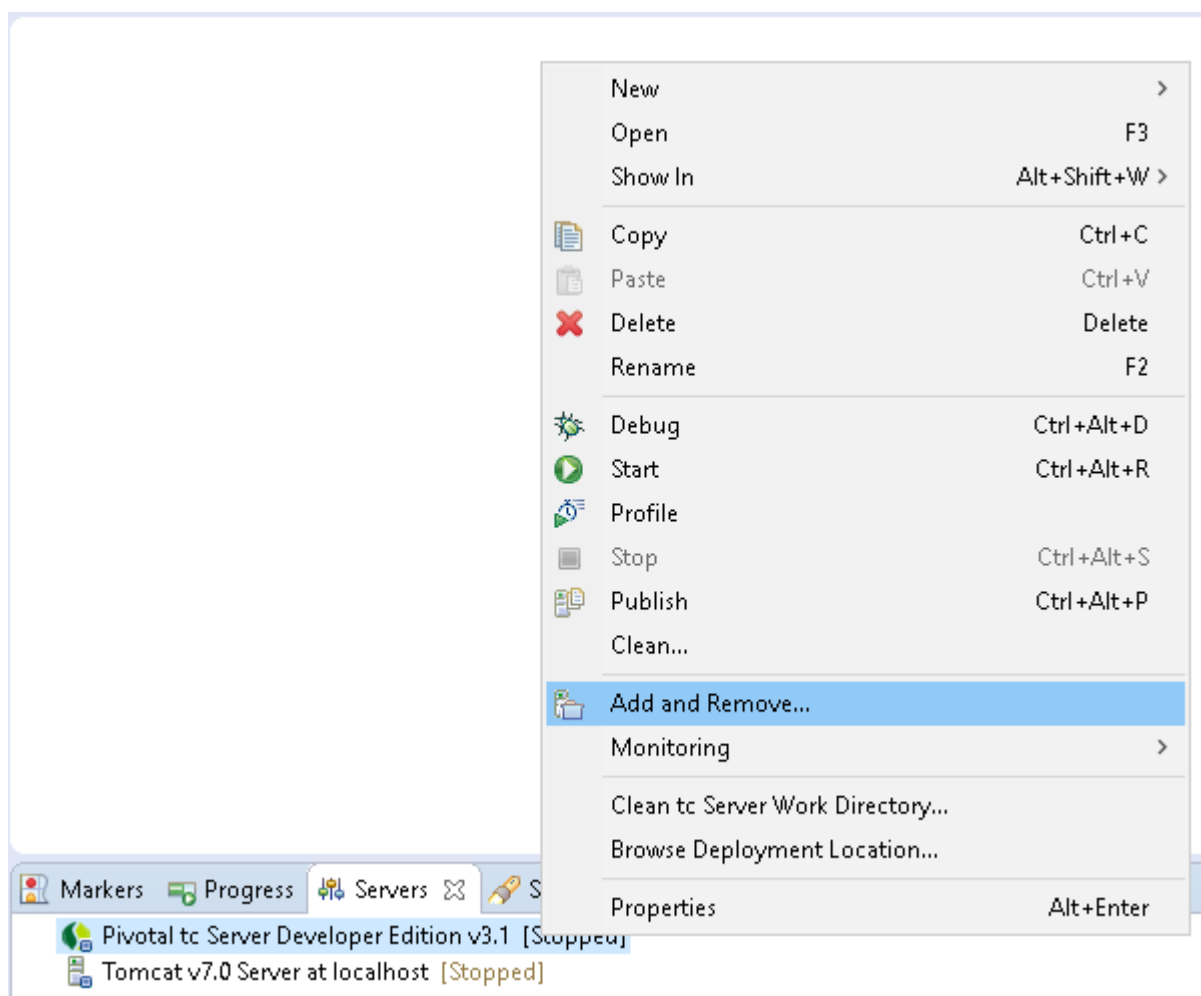 New
Open F3
Show In Alt+Shift+W >
Copy Ctrl+C
Paste Ctrl+V
Delete Delete
Rename F2
Debug Ctrl+Alt+D
Start Ctrl+Alt+R
Profile
Stop Ctrl+Alt+S
Publish Ctrl+Alt+P
Clean...
Add and Remove...
Monitoring
Clean tc Server Work Directory...
Browse Deployment Location...
Properties Alt+Enter
Markers Progress Servers S
Pivotal tc Server Developer Edition v3.1 [Stopped]
Tomcat v7.0 Server at localhost [Stopped]